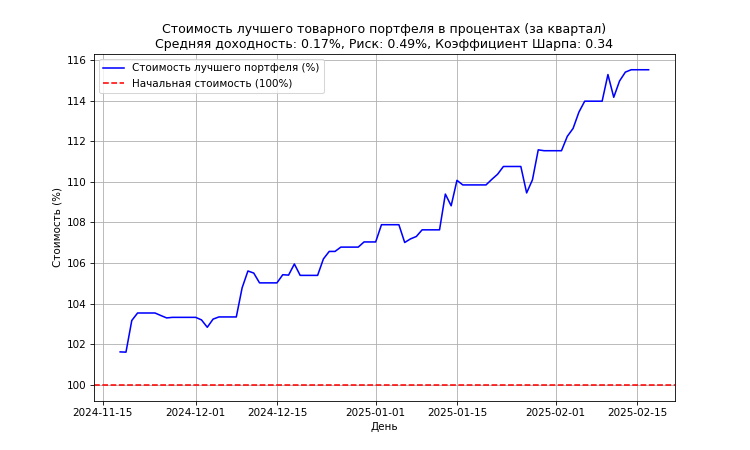 Стоимость лучшего товарного портфеля в процентах (за квартал)
Средняя доходность: 0.17%, Риск: 0.49%, Коэффициент Шарпа: 0.34
Стоимость лучшего портфеля (%)
Начальная стоимость (100%)
Стоимость (%)
116
114
112
110
108
106
104
102
100
2024-11-15
2024-12-01
2024-12-15
2025-01-01
2025-01-15
2025-02-01
2025-02-15
День